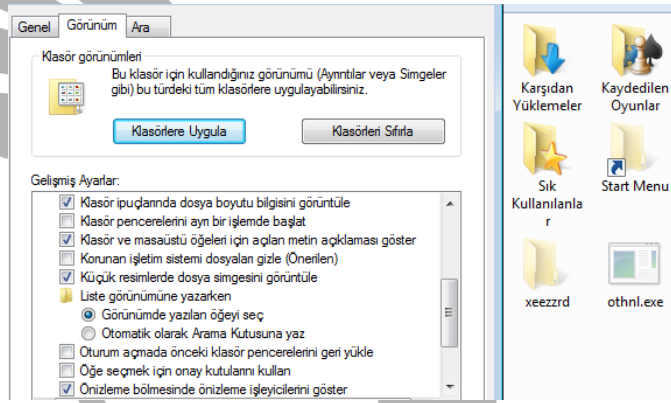 Genel Görünüm Ara
Klasör görünümleri
Bu klasör için kullandığınız görünümü (Ayrıntılar veya Simgeler
gibi) bu türdeki tüm klasörlere uygulayabilirsiniz.
Klasörlere Uygula Klasörleri Sıfırla
Gelişmiş Ayarlar:
Klasör ipuçlarında dosya boyutu bilgisini görüntüle
Klasör pencerelerini ayrı bir işlemde başlat
Klasör ve masaüstü öğeleri için açılan metin açıklaması göster
Korunan işletim sistemi dosyaları gizle (Önerilen)
Küçük resimlerde dosya simgesini görüntüle
Liste görünümüne yazarken
Görünümde yazılan öğeyi seç
Otomatik olarak Arama Kutusuna yaz
Oturum açmada önceki klasör pencerelerini geri yükle
Öğe seçmek için onay kutularını kullan
Önizleme bölmesinde önizleme işleyicilerini göster
Karşıdan
Yüklemeler
Kaydedilen
Oyunlar
Sık
Kullanılanla
r
Start Menu
xeezzrd
othnl.exe